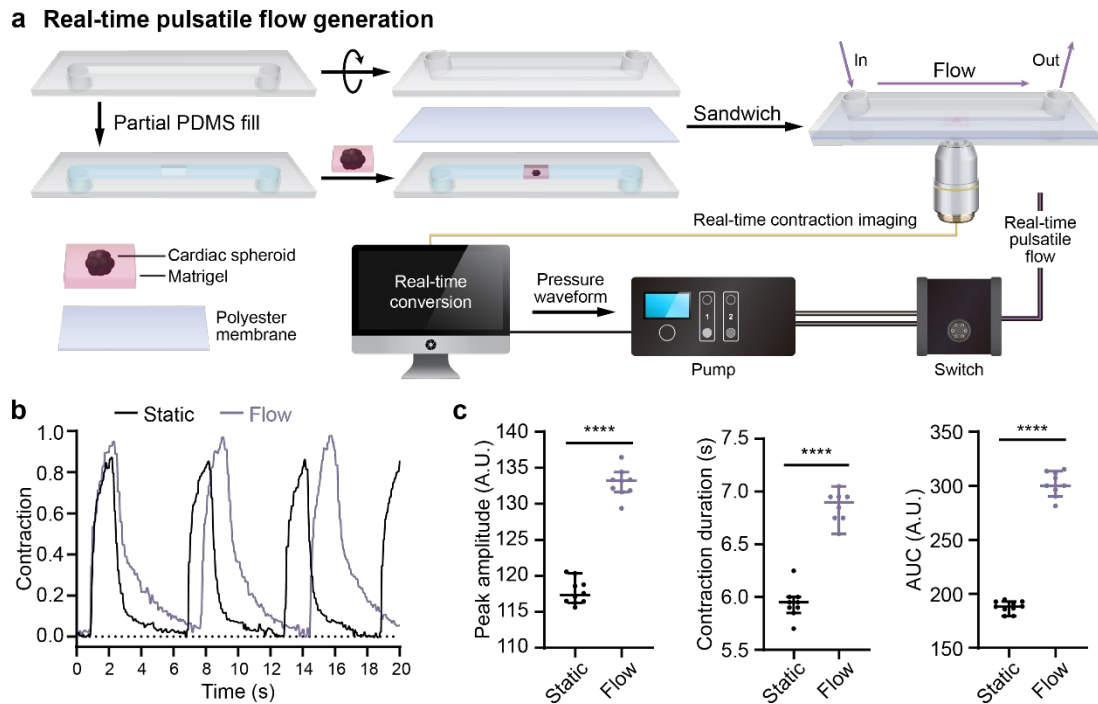 a Real-time pulsatile flow generation
In
Out
Flow
Partial PDMS fill
Sandwich
Real-time contraction imaging
Real-time
pulsatile
flow
Cardiac spheroid
Matrigel
Polyester
membrane
Real-time
conversion
Pressure
waveform
1 2
Pump
Switch
b
Static
Flow
Contraction
1.0
0.8
0.6
0.4
0.2
0.0
0 2 4 6 8 10 12 14 16 18 20
Time (s)
c
Peak amplitude (A.U.)
140
135
130
125
120
115
110
****
Static
Flow
Contraction duration (s)
7.5
7.0
6.5
6.0
5.5
****
Static
Flow
AUC (A.U.)
350
300
250
200
150
****
Static
Flow